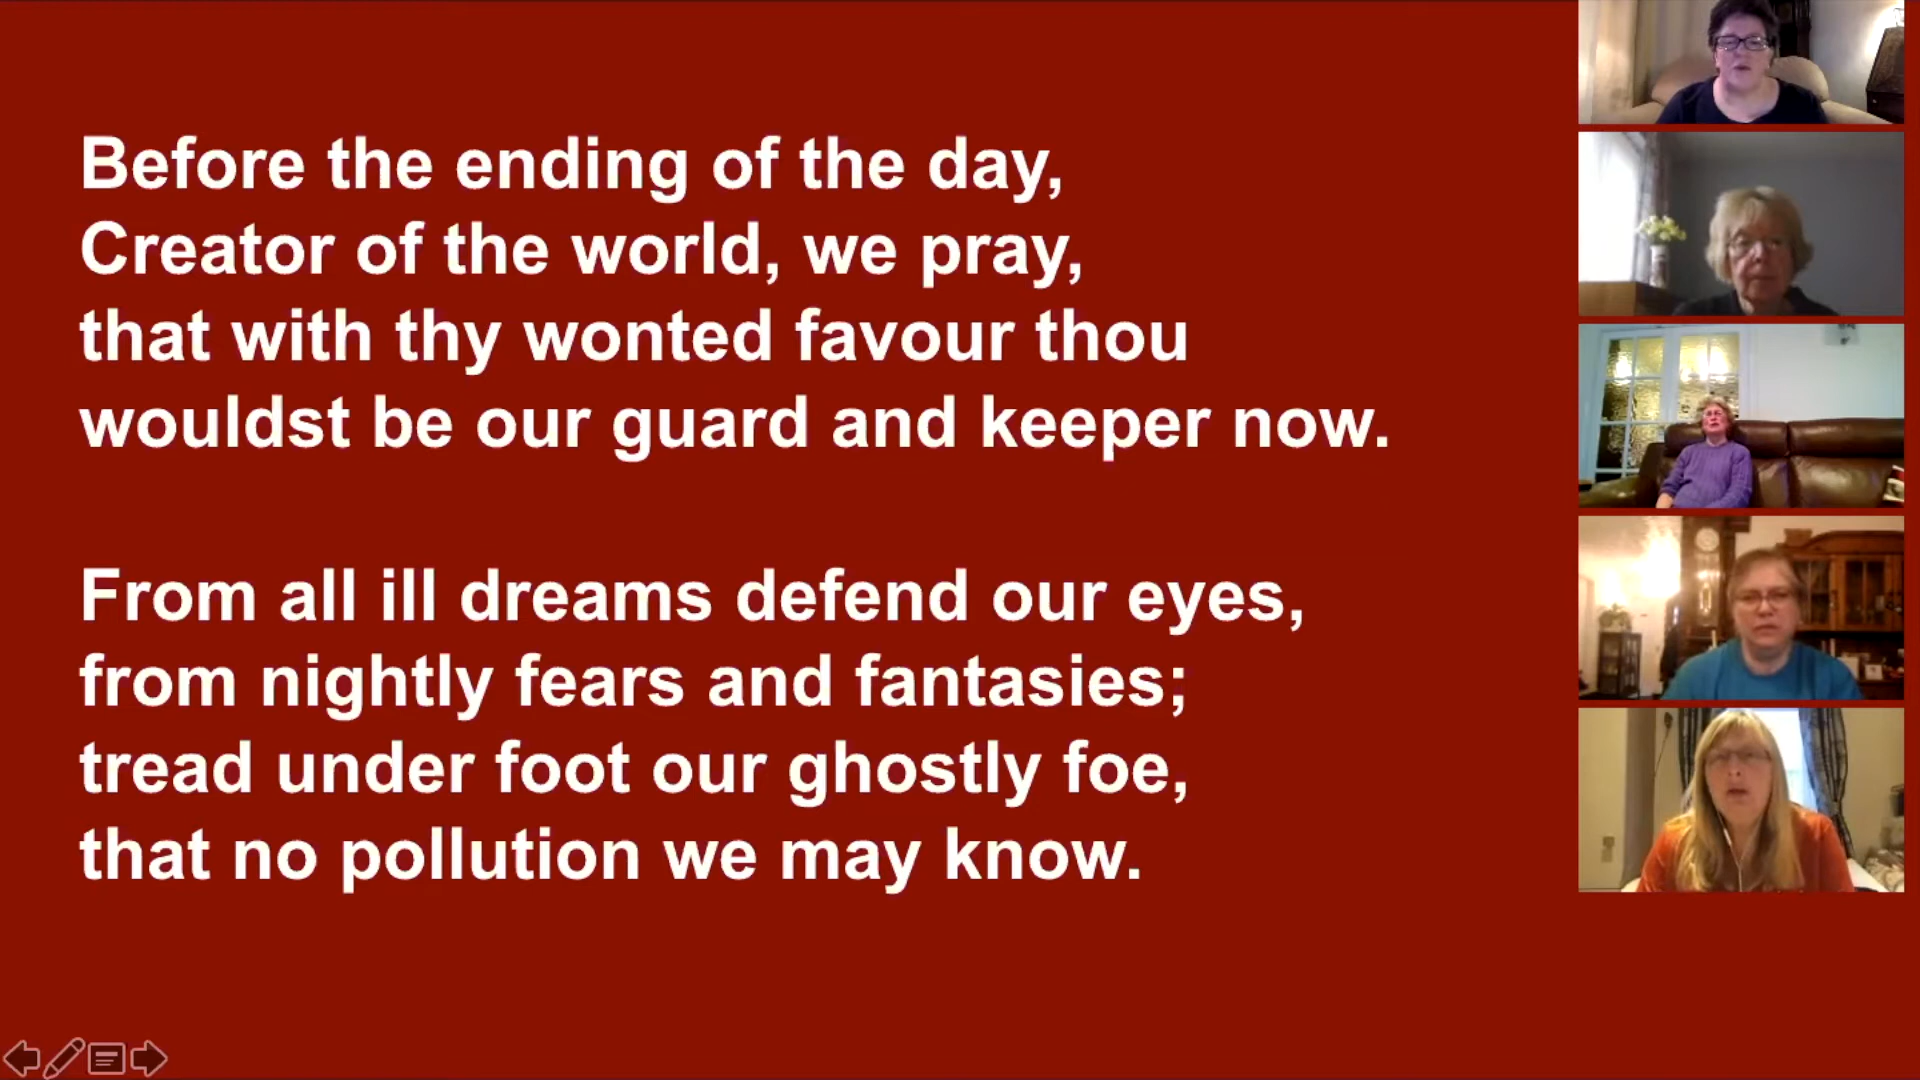 Before the ending of the day,
Creator of the world, we pray,
that with thy wonted favour thou
wouldst be our guard and keeper now.
From all ill dreams defend our eyes,
from nightly fears and fantasies;
tread under foot our ghostly foe,
that no pollution we may know.